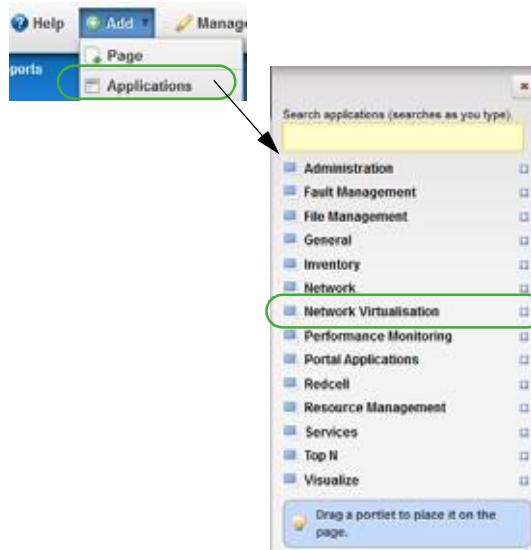 Help Add Manag
ports
Page
Applications
Search applications (searches as you type).
Administration
Fault Management
File Management
General
Inventory
Network
Network Virtualisation
Performance Monitoring
Portal Applications
Redcell
Resource Management
Services
Top N
Visualize
Drag a portlet to place it on the
page.